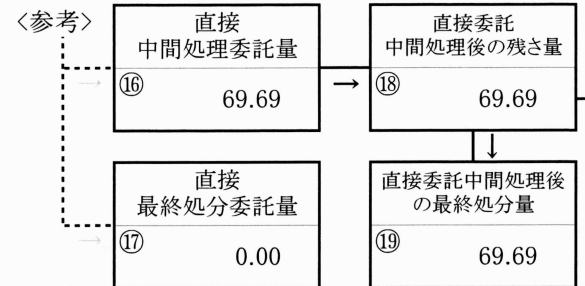 〈参考〉
直接
中間処理委託量
⑯
69.69
→
直接委託
中間処理後の残さ量
⑱
69.69
↓
直接
最終処分委託量
⑰
0.00
直接委託中間処理後
の最終処分量
⑲
69.69